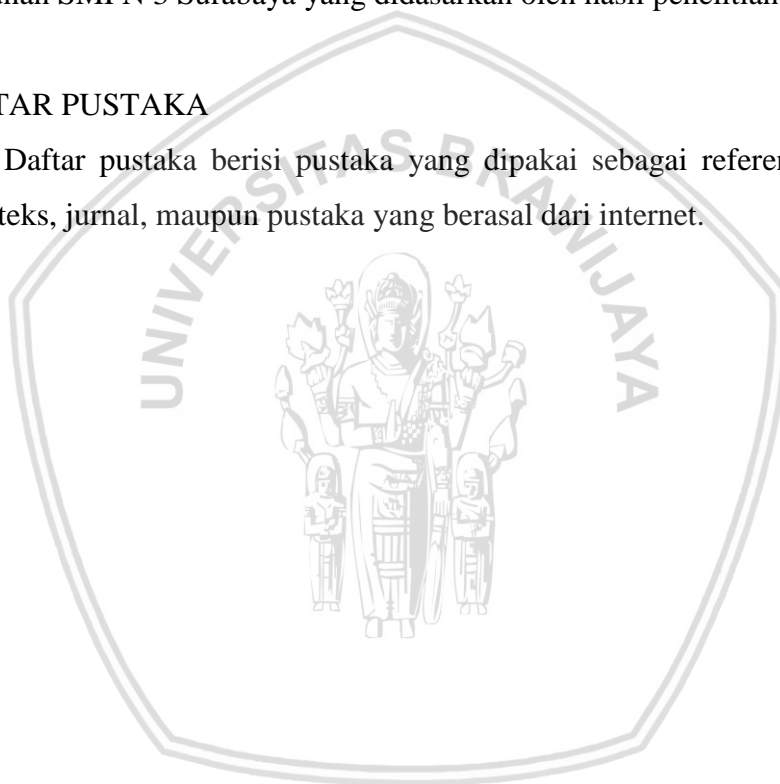 SMPN 3 Surabaya yang didasarkan oleh hasil penelitian
TAR PUSTAKA
Daftar pustaka berisi pustaka yang dipakai sebagai referen
teks, jurnal, maupun pustaka yang berasal dari internet.
UNIVERSITAS BRAWIJAYA